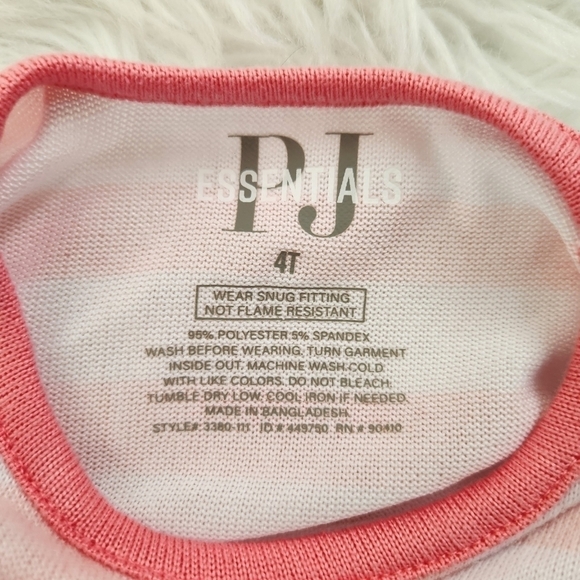 PJ
ESSENTIALS
4T
WEAR SNUG FITTING
NOT FLAME RESISTANT
95% POLYESTER 5% SPANDEX
WASH BEFORE WEARING. TURN GARMENT
INSIDE OUT. MACHINE WASH COLD
WITH LIKE COLORS. DO NOT BLEACH.
TUMBLE DRY LOW. COOL IRON IF NEEDED.
MADE IN BANGLADESH.
STYLE#: 3380-111 ID # 449750 RN # 90410